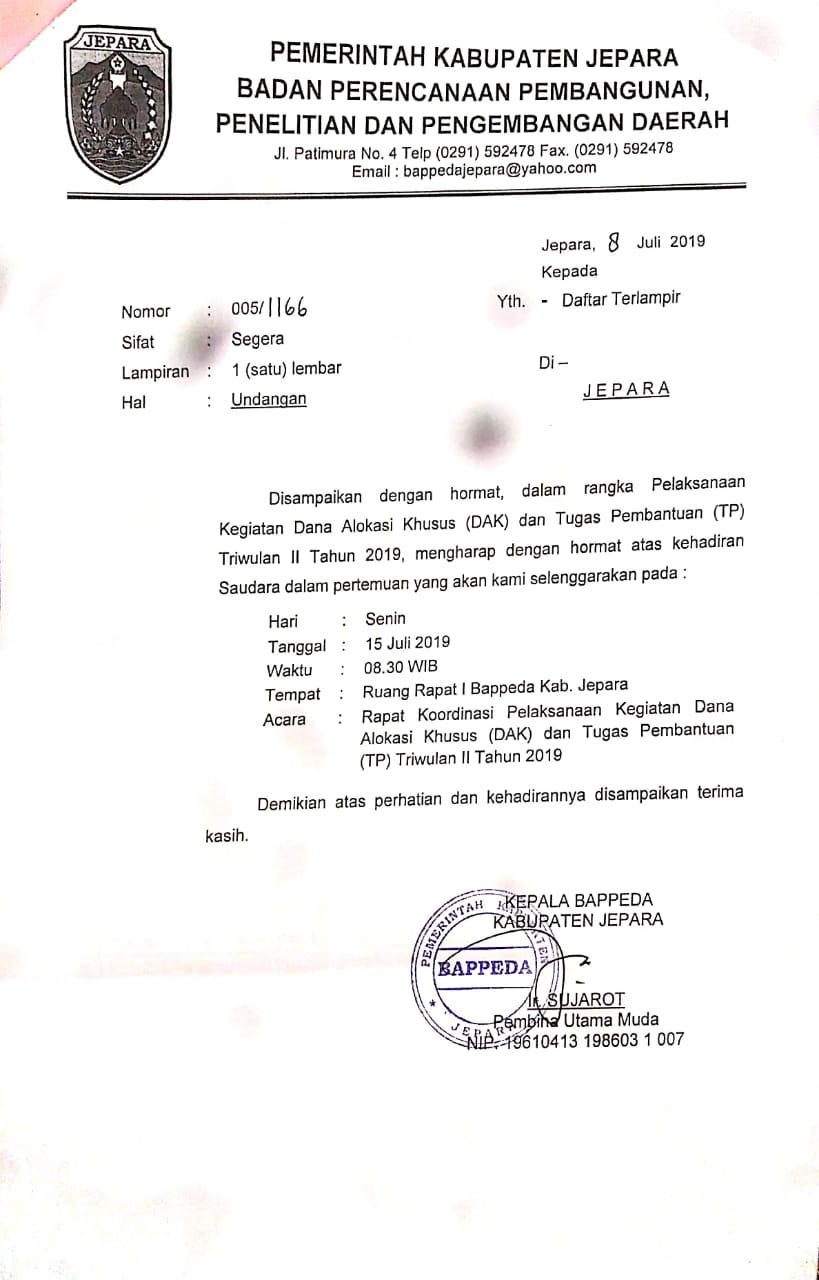 JEPARA
PEMERINTAH KABUPATEN JEPARA
BADAN PERENCANAAN PEMBANGUNAN,
PENELITIAN DAN PENGEMBANGAN DAERAH
Jl. Patimura No. 4 Telp (0291) 592478 Fax. (0291) 592478
Email : bappedajepara@yahoo.com
Jepara, 8 Juli 2019
Kepada
Yth. - Daftar Terlampir
Di –
JEPARA
Nomor : 005/1166
Sifat : Segera
Lampiran : 1 (satu) lembar
Hal : Undangan
Disampaikan dengan hormat, dalam rangka Pelaksanaan
Kegiatan Dana Alokasi Khusus (DAK) dan Tugas Pembantuan (TP)
Triwulan II Tahun 2019, mengharap dengan hormat atas kehadiran
Saudara dalam pertemuan yang akan kami selenggarakan pada :
Hari : Senin
Tanggal : 15 Juli 2019
Waktu : 08.30 WIB
Tempat : Ruang Rapat I Bappeda Kab. Jepara
Acara : Rapat Koordinasi Pelaksanaan Kegiatan Dana
Alokasi Khusus (DAK) dan Tugas Pembantuan
(TP) Triwulan II Tahun 2019
Demikian atas perhatian dan kehadirannya disampaikan terima
kasih.
KEPALA BAPPEDA
KABUPATEN JEPARA
PEMERINTAH KABUPATEN
BAPPEDA
JEPARA
Ir. SUJAROT
Pembina Utama Muda
NIP. 19610413 198603 1 007